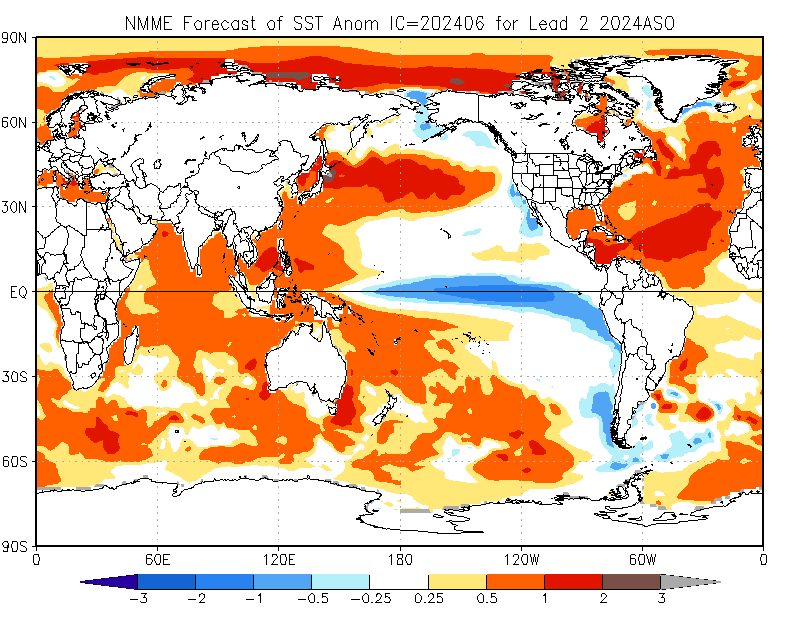 NMME Forecast of SST Anom IC=202406 for Lead 2 2024ASO
90N
60N
30N
EQ
30S
60S
90S
0 60E 120E 180 120W 60W 0
-3 -2 -1 -0.5 -0.25 0.25 0.5 1 2 3